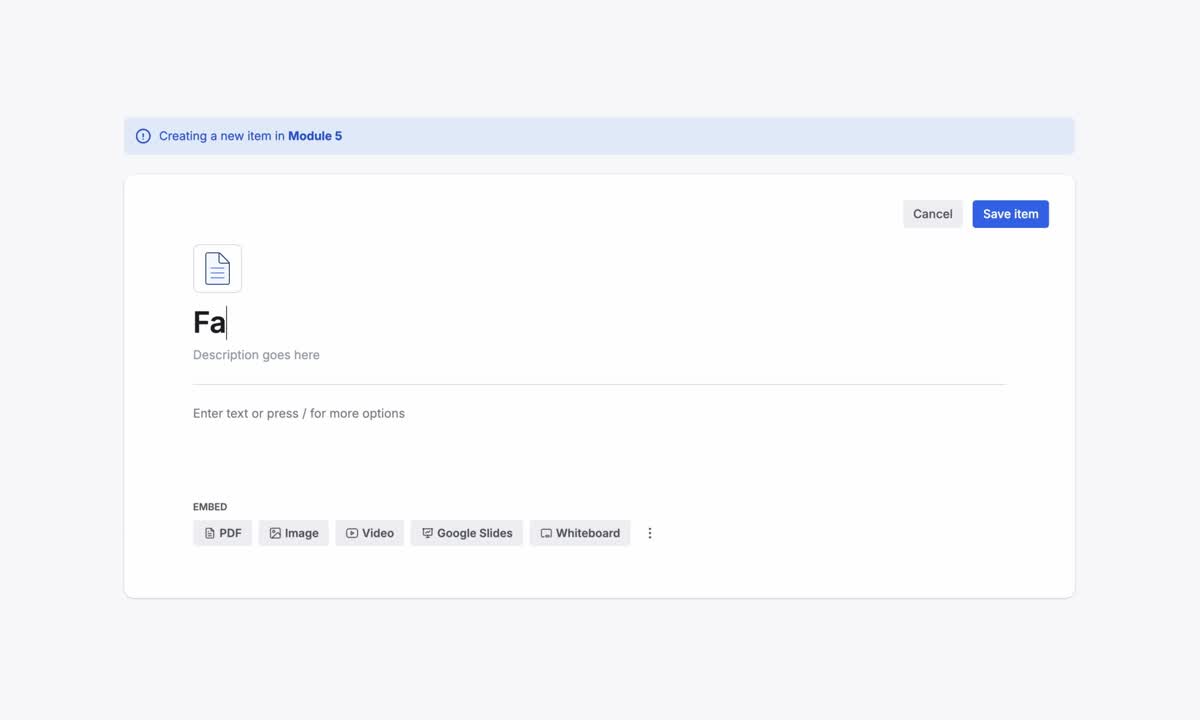 Creating a new item in Module 5
Cancel
Save item
Fa
Description goes here
Enter text or press / for more options
EMBED
PDF
Image
Video
Google Slides
Whiteboard